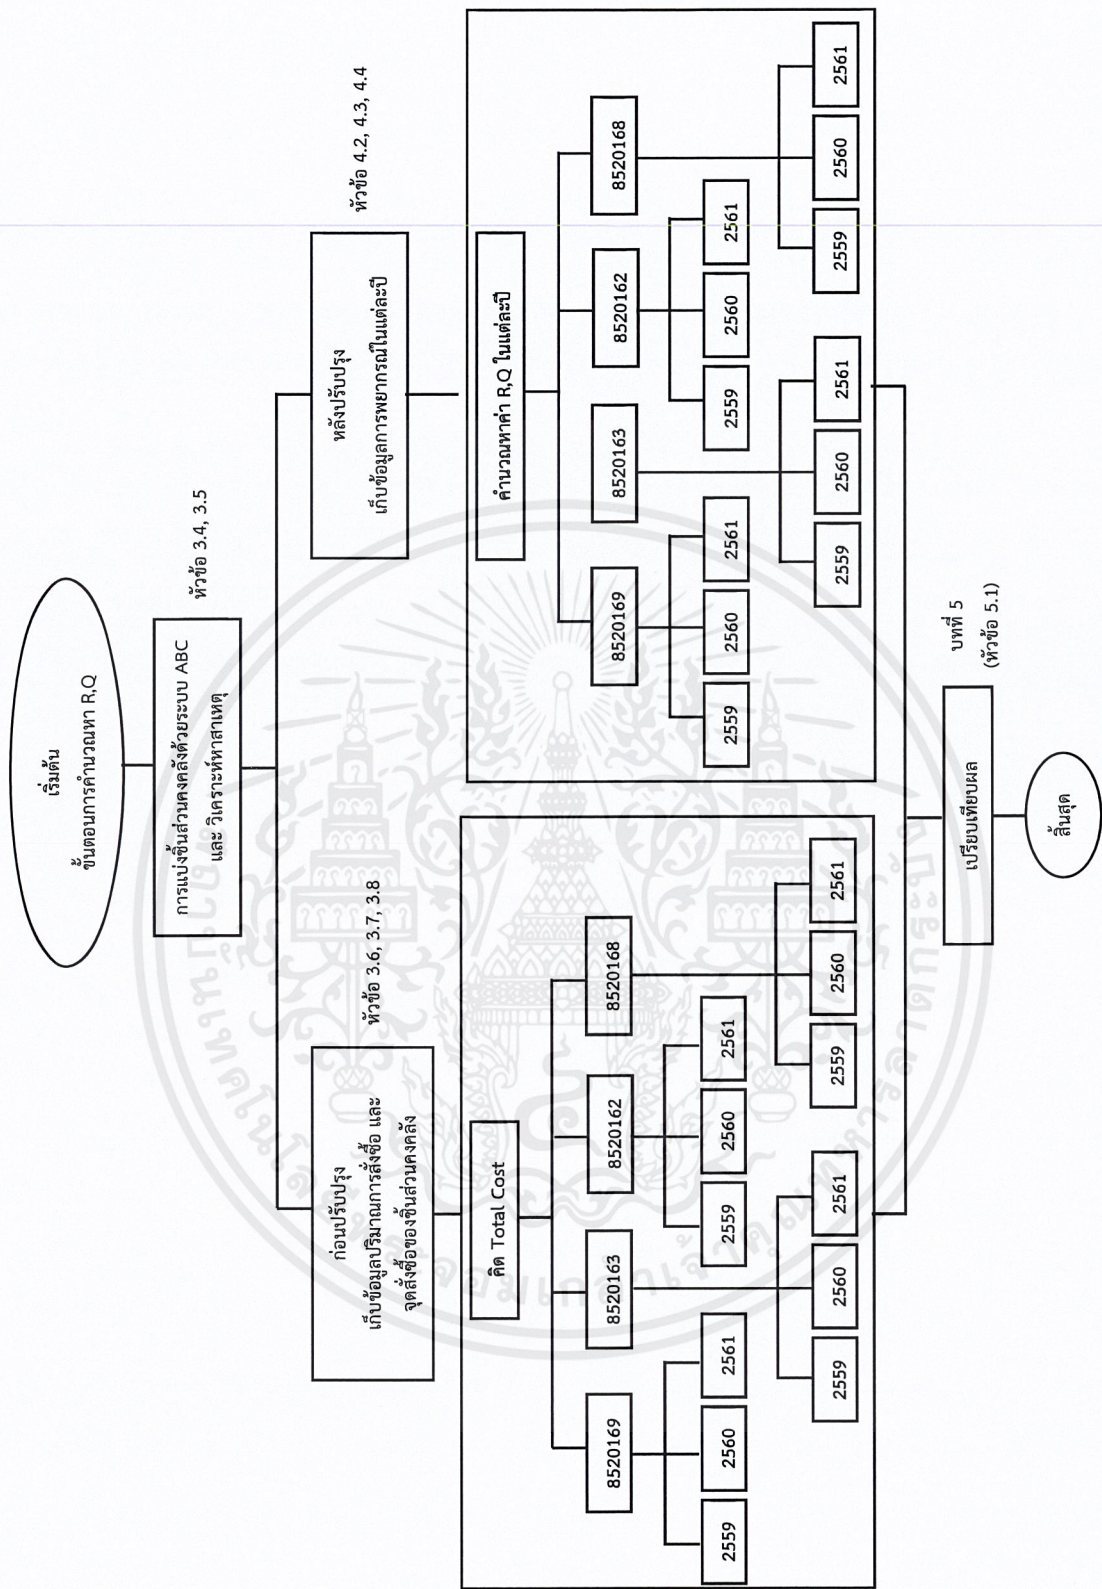 เริ่มต้น
ขั้นตอนการคำนวณหา R,Q
การแบ่งชิ้นส่วนคงคลังด้วยระบบ ABC
และ วิเคราะห์หาสาเหตุ
หัวข้อ 3.4, 3.5
ก่อนปรับปรุง
เก็บข้อมูลปริมาณการสั่งซื้อ และ
จุดสั่งซื้อของชิ้นส่วนคงคลัง
หัวข้อ 3.6, 3.7, 3.8
คิด Total Cost
8520169
8520163
8520162
8520168
2559
2560
2561
2559
2560
2561
2559
2560
2561
2559
2560
2561
หลังปรับปรุง
เก็บข้อมูลการพยากรณ์ในแต่ละปี
หัวข้อ 4.2, 4.3, 4.4
คำนวณหาค่า R,Q ในแต่ละปี
8520169
8520163
8520162
8520168
2559
2560
2561
2559
2560
2561
2559
2560
2561
2559
2560
2561
เปรียบเทียบผล
บทที่ 5
(หัวข้อ 5.1)
สิ้นสุด